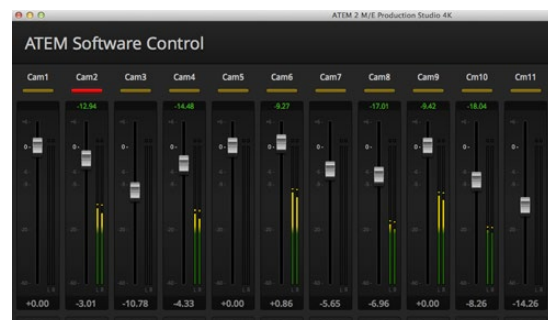 ATEM 2 M/E Production Studio 4K
ATEM Software Control
Cam1 Cam2 Cam3 Cam4 Cam5 Cam6 Cam7 Cam8 Cam9 Cm10 Cm11
-12.94 -14.48 -9.27 -17.01 -9.42 -18.04
+0.00 -3.01 -10.78 -4.33 +0.00 +0.86 -5.65 -6.96 +0.00 -8.26 -14.26